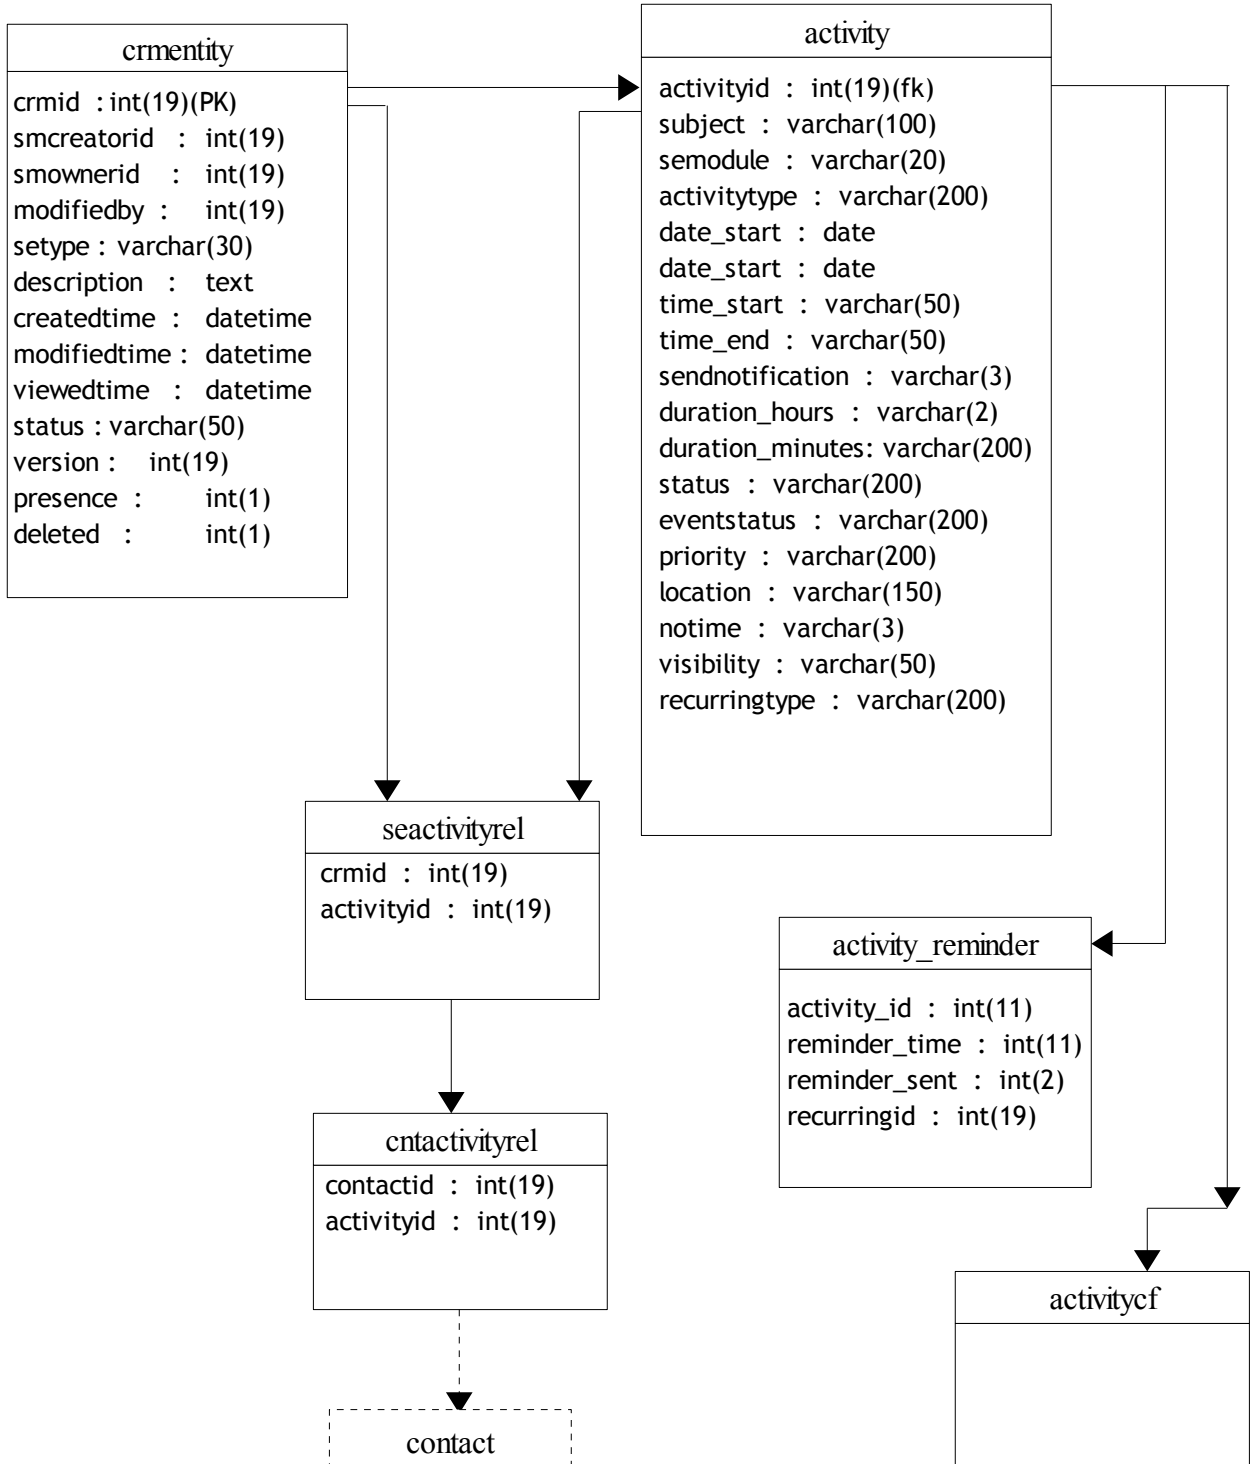 crmentity
crmid : int(19)(PK)
smcreatorid : int(19)
smownerid : int(19)
modifiedby : int(19)
setype : varchar(30)
description : text
createdtime : datetime
modifiedtime : datetime
viewedtime : datetime
status : varchar(50)
version : int(19)
presence : int(1)
deleted : int(1)
activity
activityid : int(19)(fk)
subject : varchar(100)
semodule : varchar(20)
activitytype : varchar(200)
date_start : date
date_start : date
time_start : varchar(50)
time_end : varchar(50)
sendnotification : varchar(3)
duration_hours : varchar(2)
duration_minutes: varchar(200)
status : varchar(200)
eventstatus : varchar(200)
priority : varchar(200)
location : varchar(150)
notime : varchar(3)
visibility : varchar(50)
recurringtype : varchar(200)
seactivityrel
crmid : int(19)
activityid : int(19)
activity_reminder
activity_id : int(11)
reminder_time : int(11)
reminder_sent : int(2)
recurringid : int(19)
cntactivityrel
contactid : int(19)
activityid : int(19)
activitycf
contact